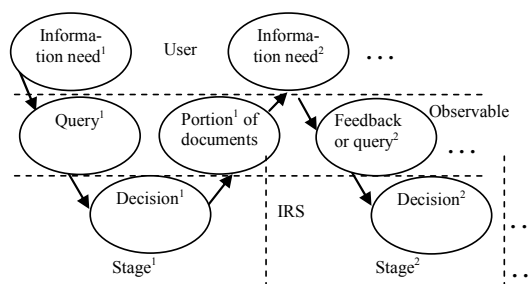 Informa-
tion need¹
User
Informa-
tion need²
. . .
Query¹
Portion¹ of
documents
Feedback
or query²
Observable
. . .
Decision¹
IRS
Decision²
. .
Stage¹
Stage²
. .